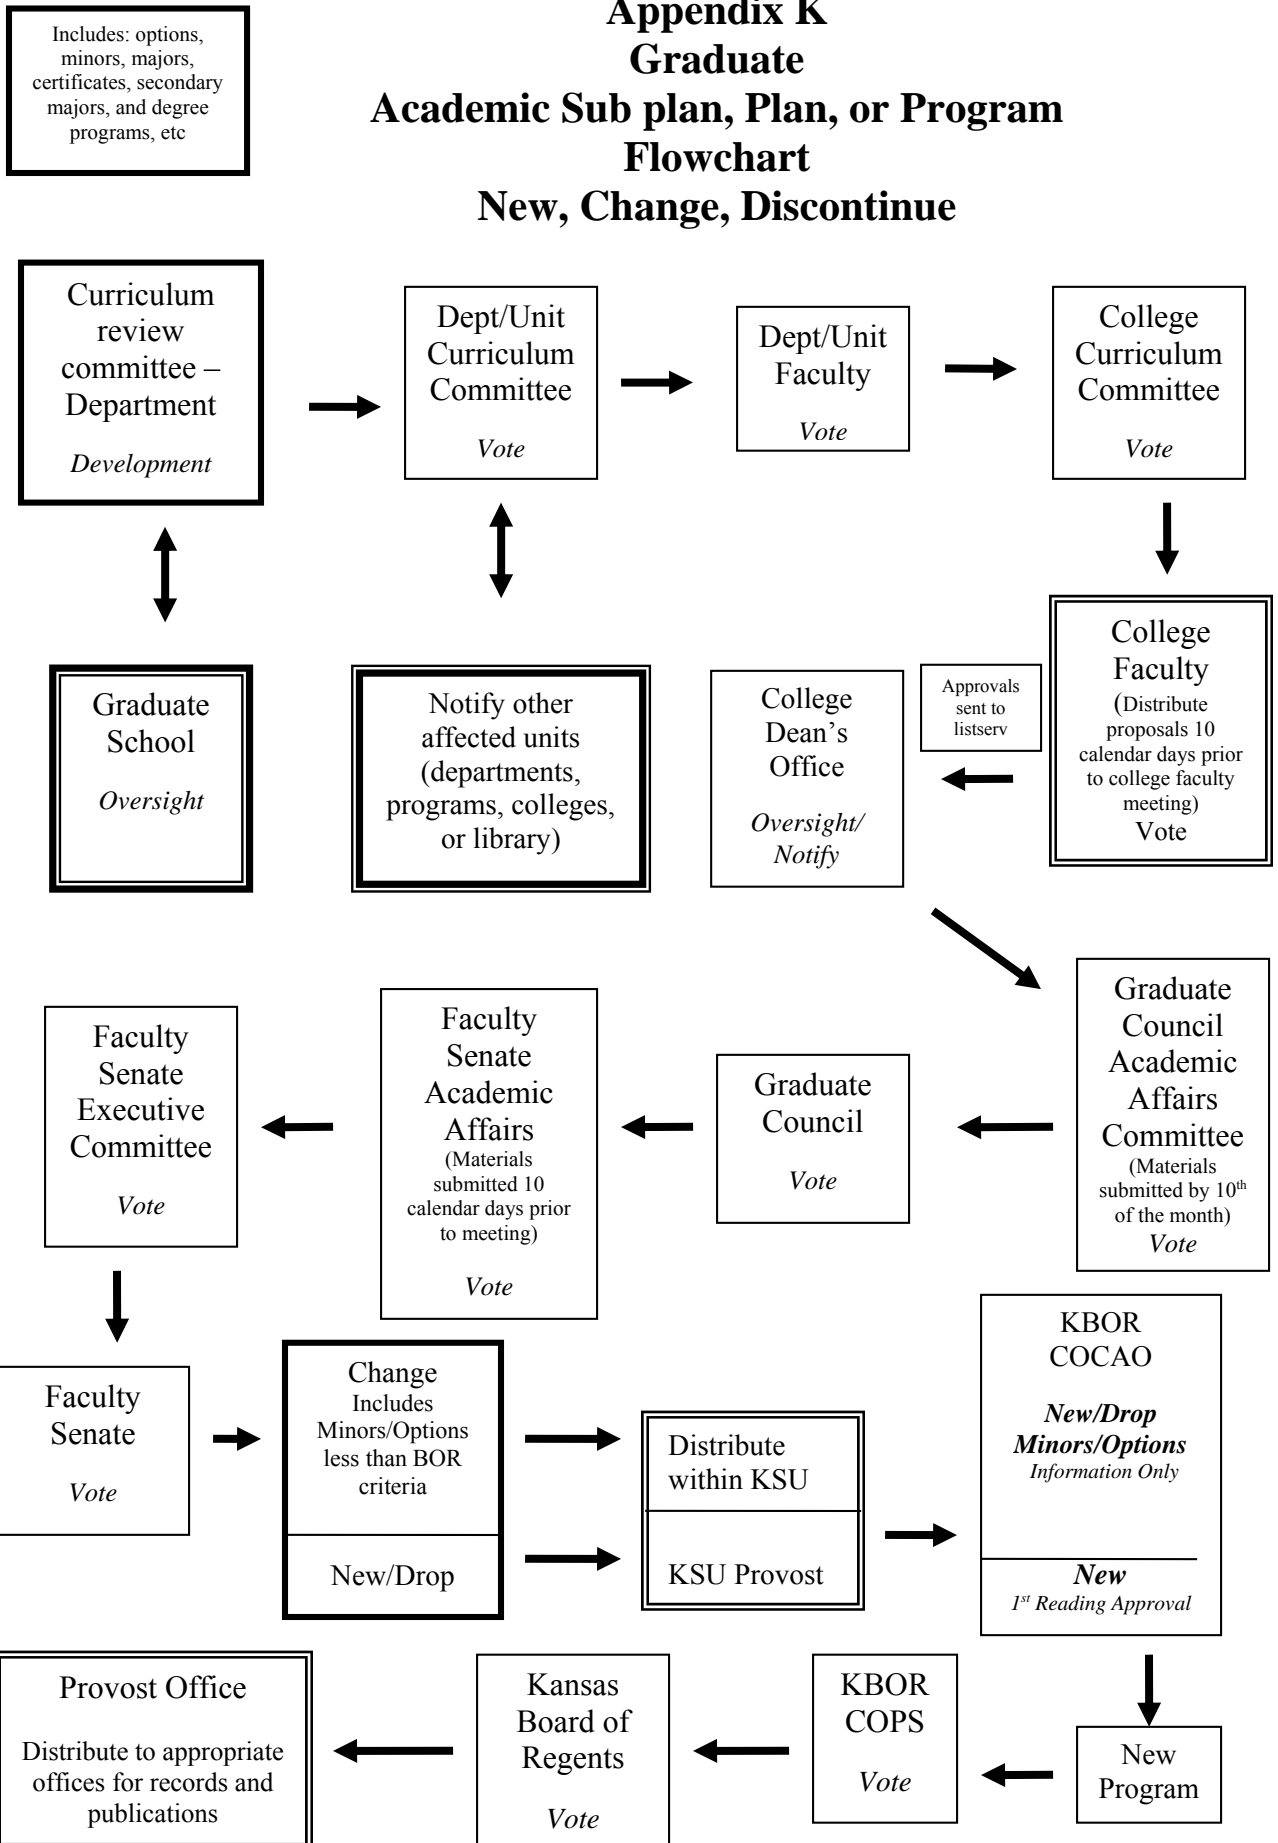 Includes: options,
minors, majors,
certificates, secondary
majors, and degree
programs, etc
Appendix K
Graduate
Academic Sub plan, Plan, or Program
Flowchart
New, Change, Discontinue
Curriculum
review
committee –
Department
Development
Dept/Unit
Curriculum
Committee
Vote
Dept/Unit
Faculty
Vote
College
Curriculum
Committee
Vote
Graduate
School
Oversight
Notify other
affected units
(departments,
programs, colleges,
or library)
College
Dean's
Office
Oversight/
Notify
Approvals
sent to
listserv
College
Faculty
(Distribute
proposals 10
calendar days prior
to college faculty
meeting)
Vote
Faculty
Senate
Executive
Committee
Vote
Faculty
Senate
Academic
Affairs
(Materials
submitted 10
calendar days prior
to meeting)
Vote
Graduate
Council
Vote
Graduate
Council
Academic
Affairs
Committee
(Materials
submitted by 10th
of the month)
Vote
Faculty
Senate
Vote
Change
Includes
Minors/Options
less than BOR
criteria
New/Drop
Distribute
within KSU
KSU Provost
KBOR
COCAO
New/Drop
Minors/Options
Information Only
New
1st Reading Approval
Provost Office
Distribute to appropriate
offices for records and
publications
Kansas
Board of
Regents
Vote
KBOR
COPS
Vote
New
Program